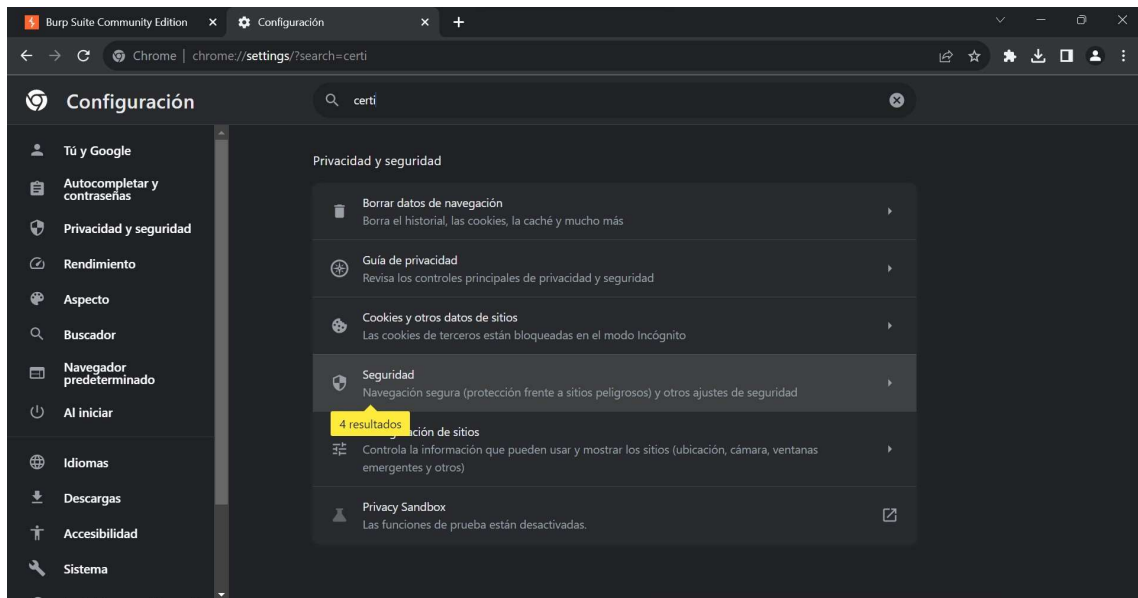 Burp Suite Community Edition
Configuración
Chrome | chrome://settings/?search=certi
Configuración
certi
Tú y Google
Autocompletar y
contraseñas
Privacidad y seguridad
Rendimiento
Aspecto
Buscador
Navegador
predeterminado
Al iniciar
Idiomas
Descargas
Accesibilidad
Sistema
Privacidad y seguridad
Borrar datos de navegación
Borra el historial, las cookies, la caché y mucho más
Guía de privacidad
Revisa los controles principales de privacidad y seguridad
Cookies y otros datos de sitios
Las cookies de terceros están bloqueadas en el modo Incógnito
Seguridad
Navegación segura (protección frente a sitios peligrosos) y otros ajustes de seguridad
4 resultados
ación de sitios
Controla la información que pueden usar y mostrar los sitios (ubicación, cámara, ventanas
emergentes y otros)
Privacy Sandbox
Las funciones de prueba están desactivadas.